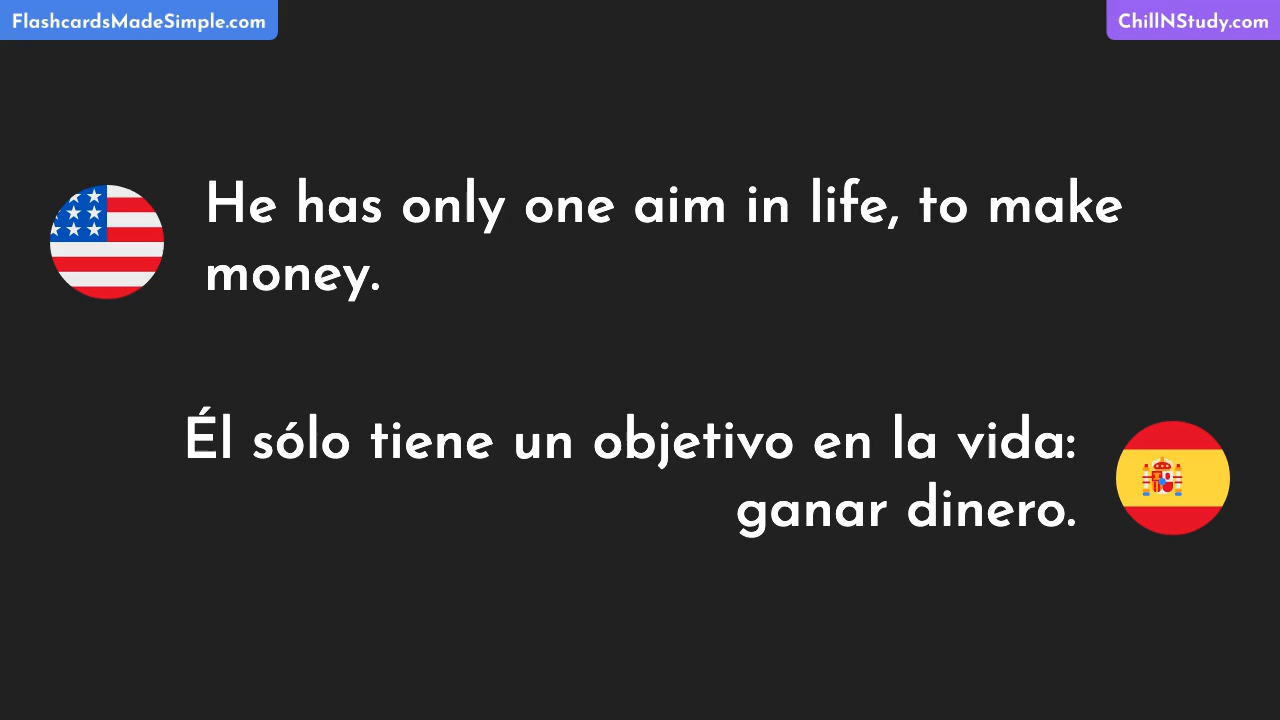 FlashcardsMadeSimple.com
ChillNStudy.com
He has only one aim in life, to make
money.
Él sólo tiene un objetivo en la vida:
ganar dinero.